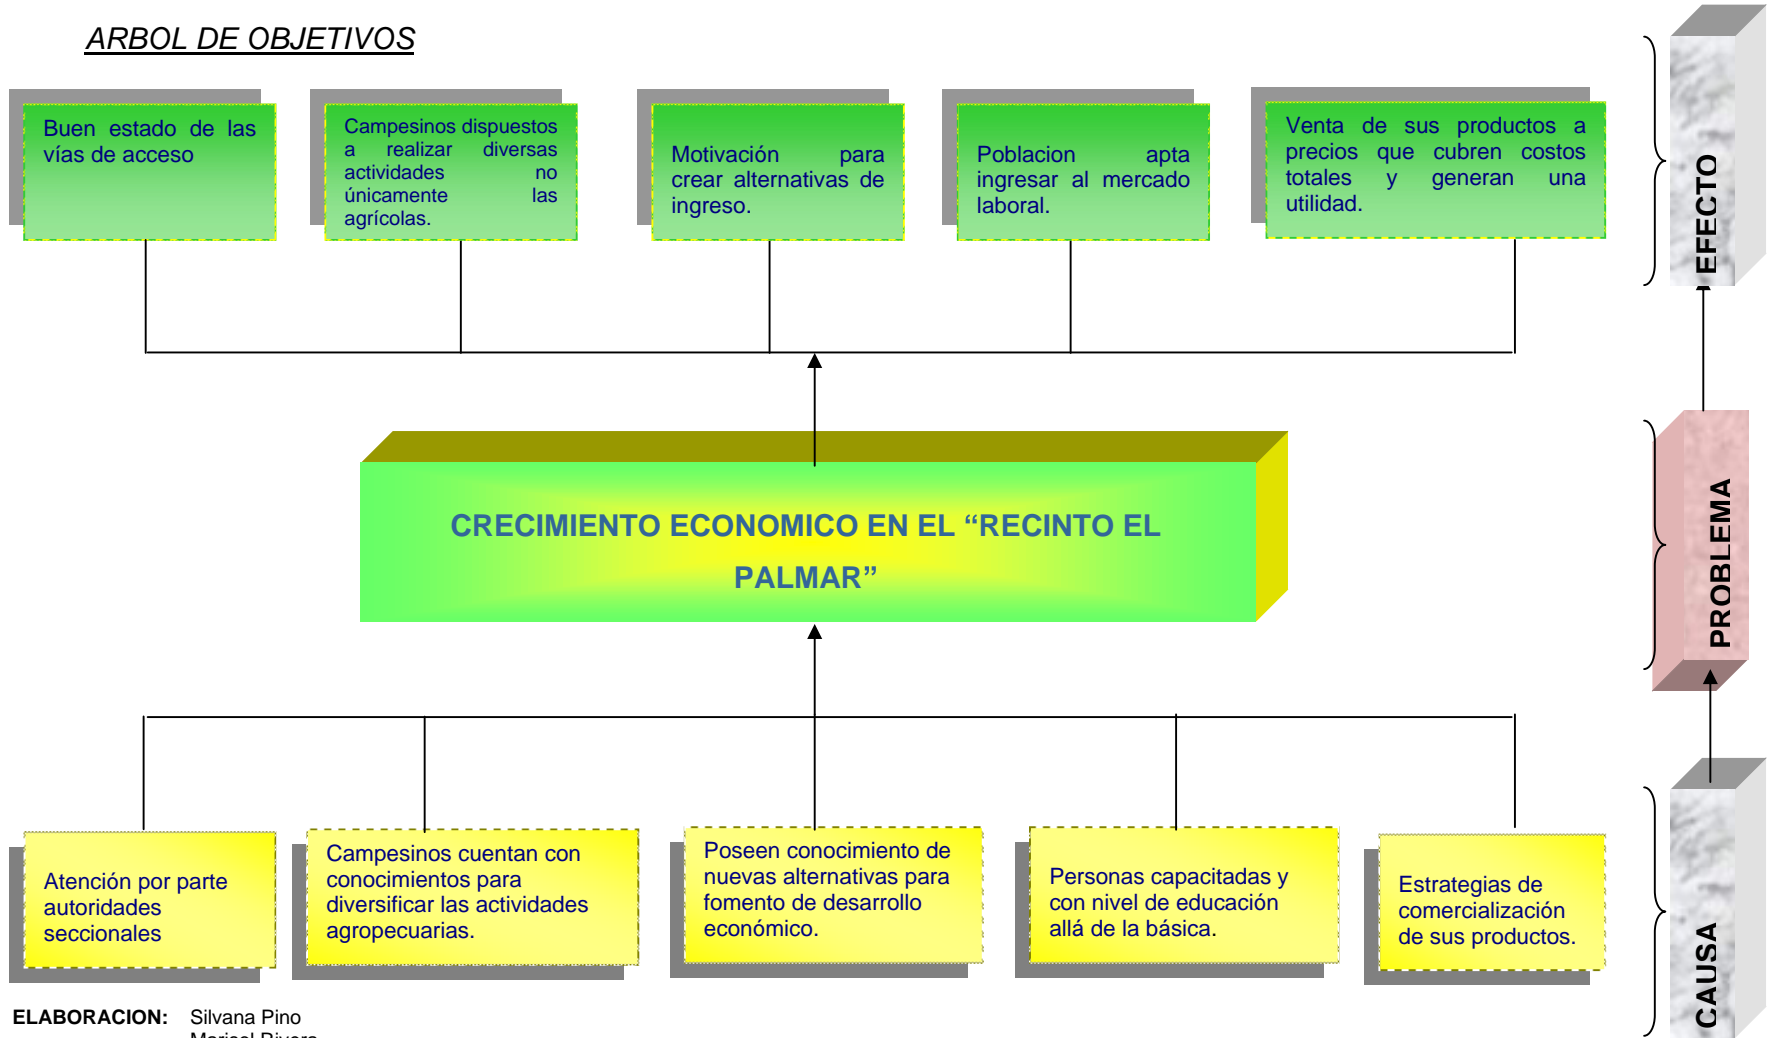 ARBOL DE OBJETIVOS
Buen estado de las
vías de acceso
Campesinos dispuestos
a realizar diversas
actividades no
únicamente las
agrícolas.
Motivación para
crear alternativas de
ingreso.
Poblacion apta
ingresar al mercado
laboral.
Venta de sus productos a
precios que cubren costos
totales y generan una
utilidad.
EFECTO
CRECIMIENTO ECONOMICO EN EL “RECINTO EL
PALMAR”
PROBLEMA
Atención por parte
autoridades
seccionales
Campesinos cuentan con
conocimientos para
diversificar las actividades
agropecuarias.
Poseen conocimiento de
nuevas alternativas para
fomento de desarrollo
económico.
Personas capacitadas y
con nivel de educación
allá de la básica.
Estrategias de
comercialización
de sus productos.
CAUSA
ELABORACION: Silvana Pino
Maricel Rivera